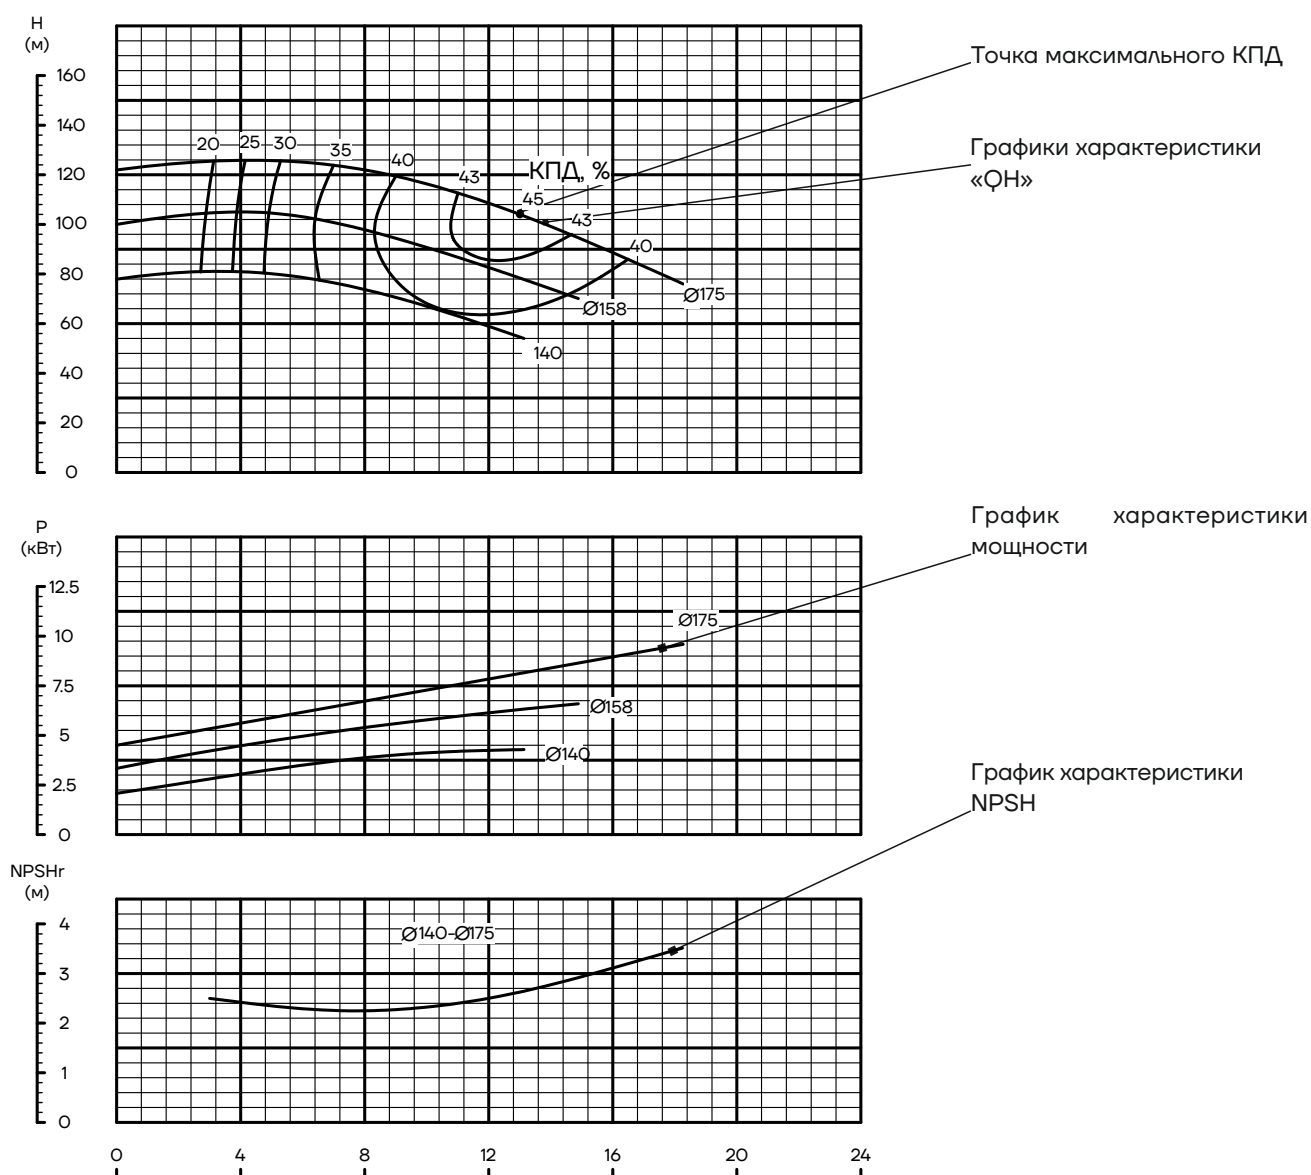 H
(м)
160
140
120
100
80
60
40
20
0
20
25
30
35
40
43
КПД, %
45
43
40
Ø175
Ø158
140
Точка максимального КПД
Графики характеристики
«QH»
P
(кВт)
12.5
10
7.5
5
2.5
0
Ø175
Ø158
Ø140
График характеристики
мощности
NPSHr
(м)
4
3
2
1
0
Ø140-Ø175
График характеристики
NPSH
0 4 8 12 16 20 24